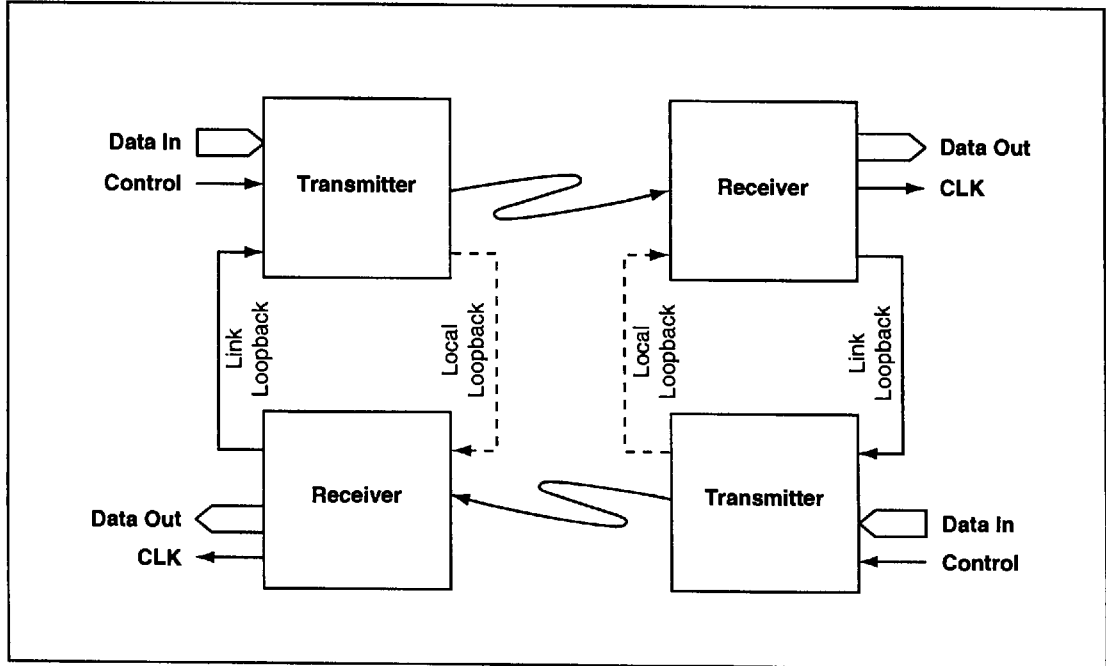 Data In
Control
Transmitter
Receiver
Data Out
CLK
Link
Loopback
Local
Loopback
Local
Loopback
Link
Loopback
Data Out
CLK
Receiver
Transmitter
Data In
Control